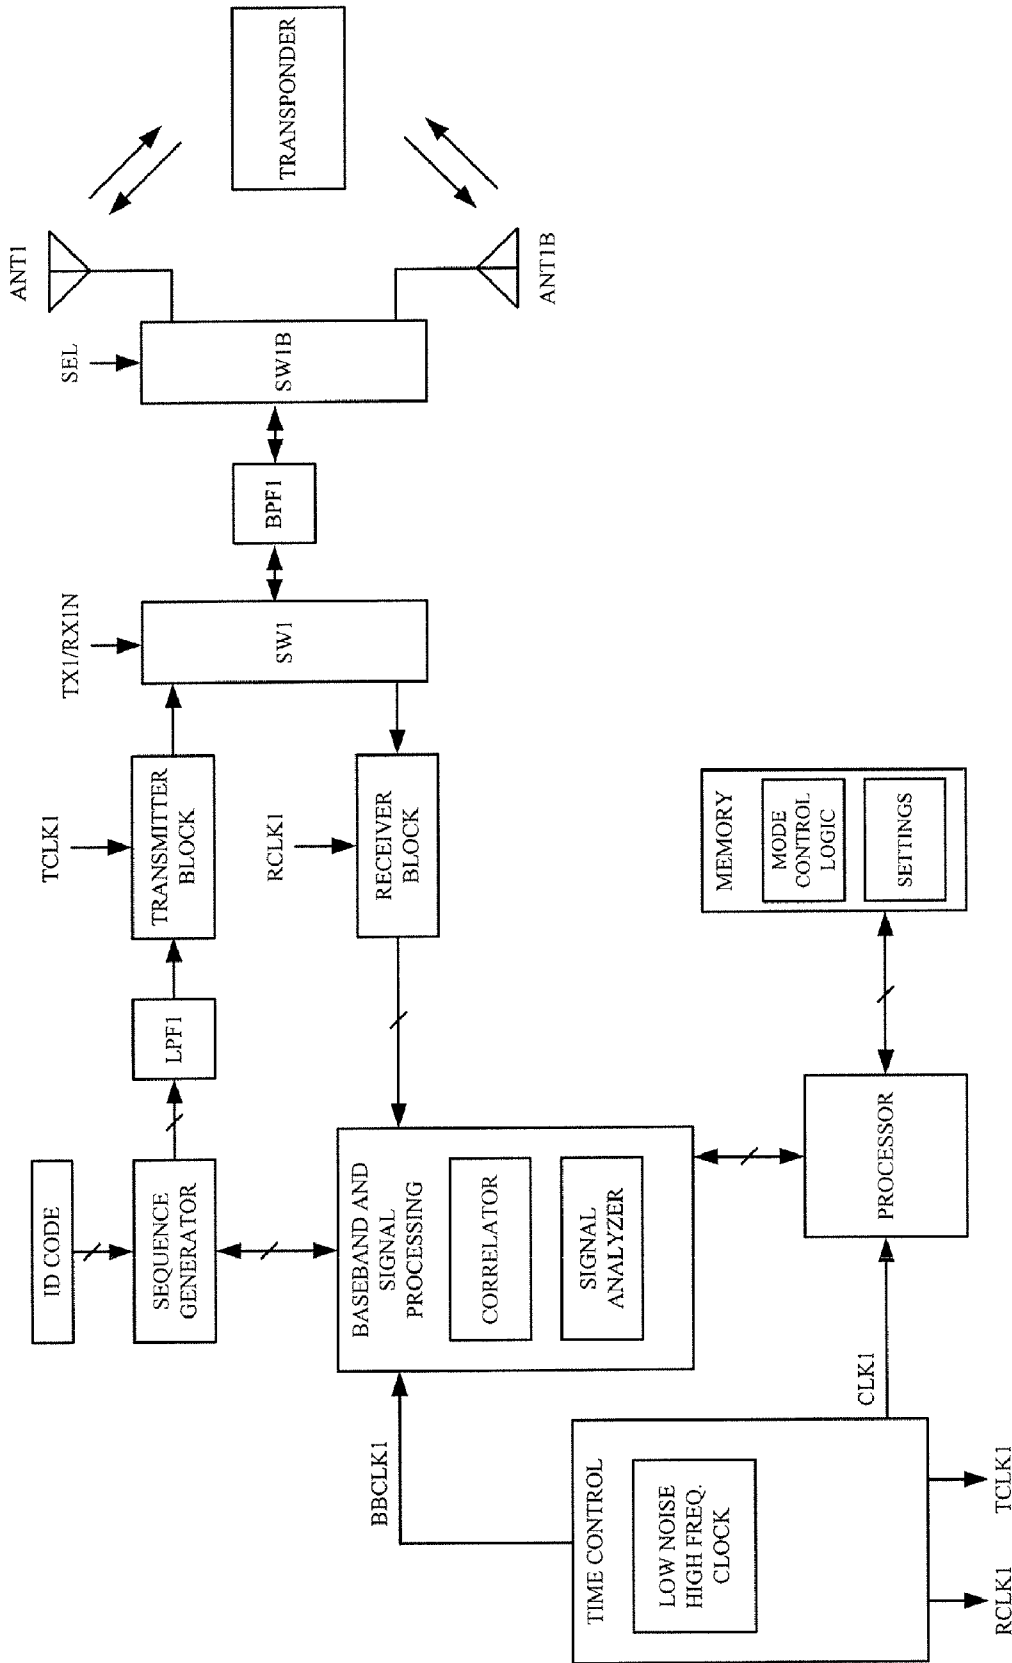 ID CODE
SEQUENCE
GENERATOR
LPF1
TCLK1
TRANSMITTER
BLOCK
TX1/RX1N
SW1
BPF1
SEL
SW1B
ANT1
ANT1B
TRANSPONDER
RCLK1
RECEIVER
BLOCK
BASEBAND AND
SIGNAL
PROCESSING
CORRELATOR
SIGNAL
ANALYZER
BBCLK1
TIME CONTROL
LOW NOISE
HIGH FREQ.
CLOCK
CLK1
RCLK1
TCLK1
PROCESSOR
MEMORY
MODE
CONTROL
LOGIC
SETTINGS